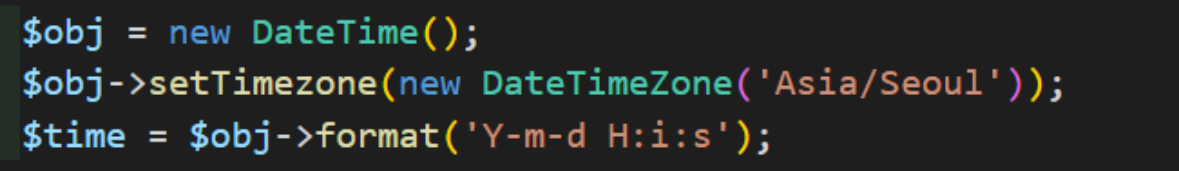 $obj = new DateTime();
$obj->setTimezone(new DateTimeZone('Asia/Seoul'));
$time = $obj->format('Y-m-d H:i:s');